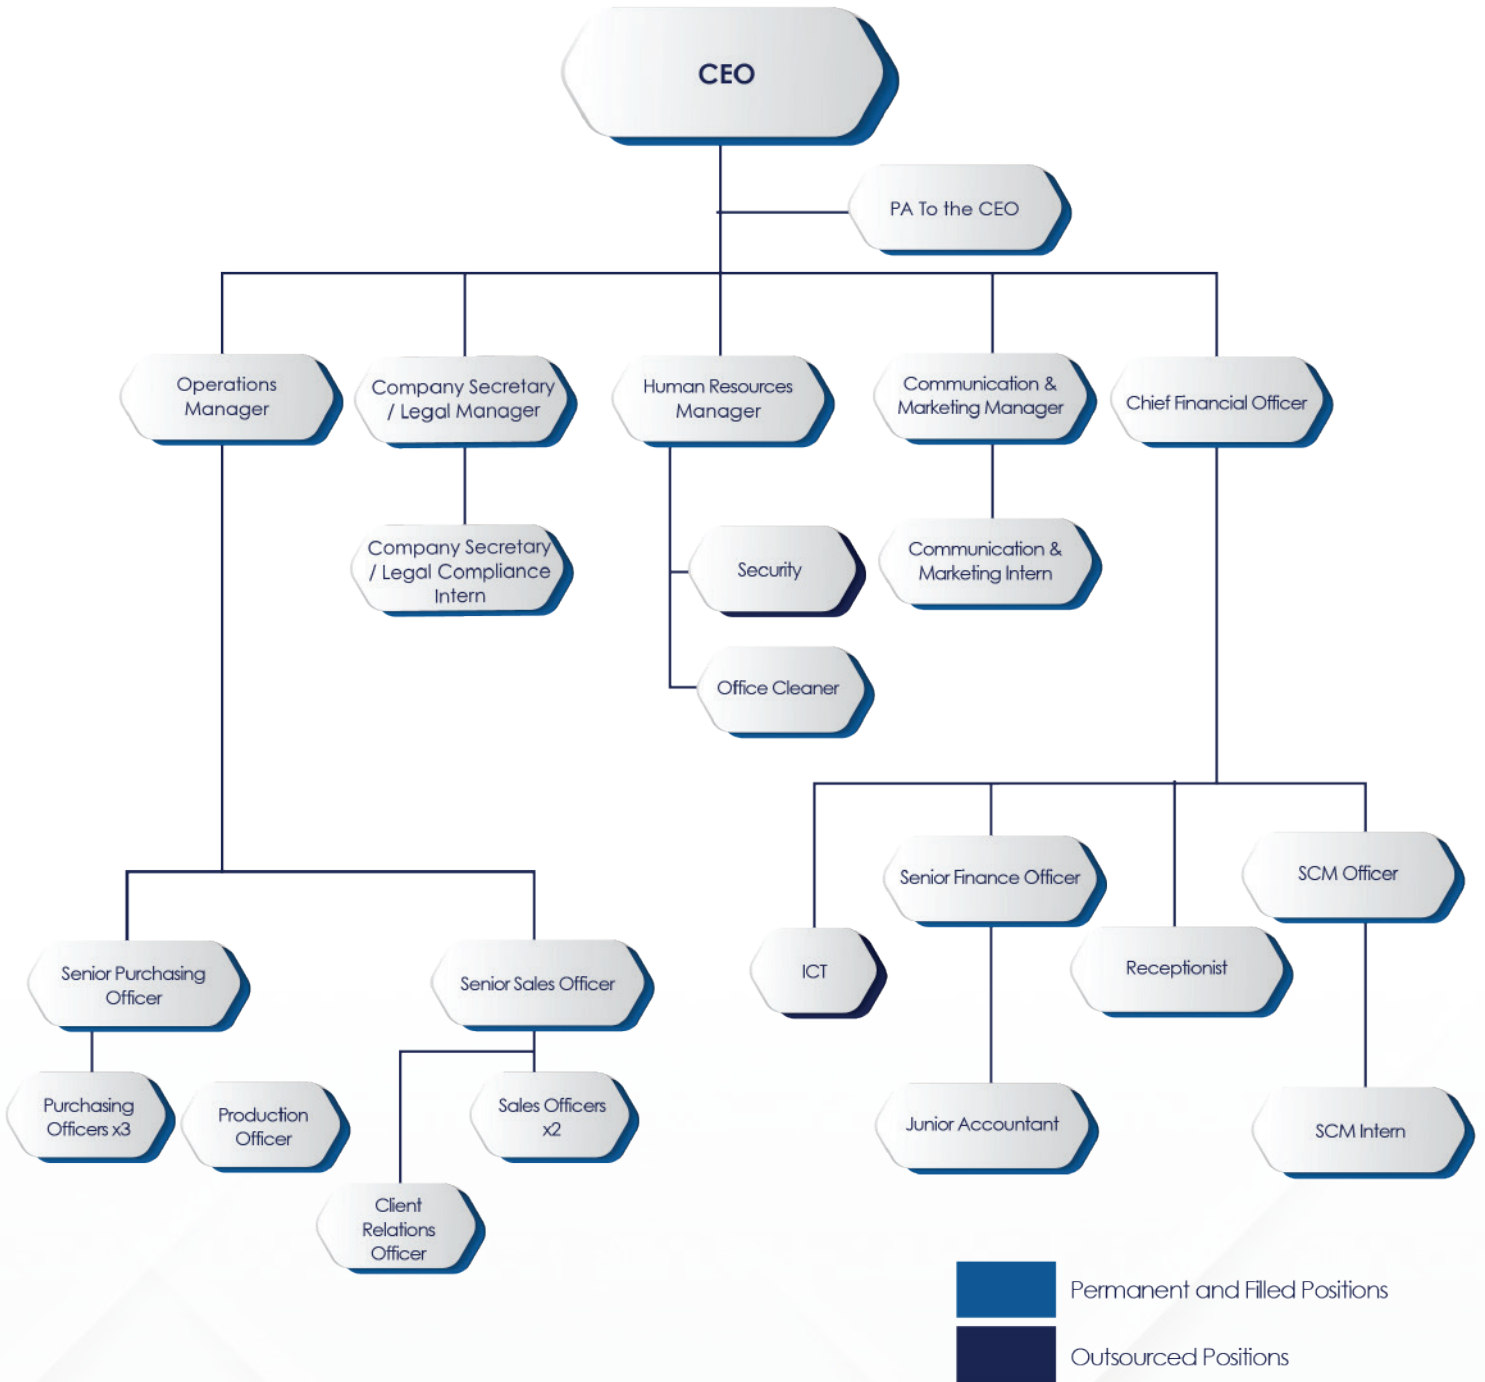 CEO
PA To the CEO
Operations
Manager
Company Secretary
/ Legal Manager
Human Resources
Manager
Communication &
Marketing Manager
Chief Financial Officer
Company Secretary
/ Legal Compliance
Intern
Security
Communication &
Marketing Intern
Office Cleaner
Senior Finance Officer
SCM Officer
Senior Purchasing
Officer
Senior Sales Officer
ICT
Receptionist
Purchasing
Officers x3
Production
Officer
Sales Officers
x2
Junior Accountant
SCM Intern
Client
Relations
Officer
Permanent and Filled Positions
Outsourced Positions